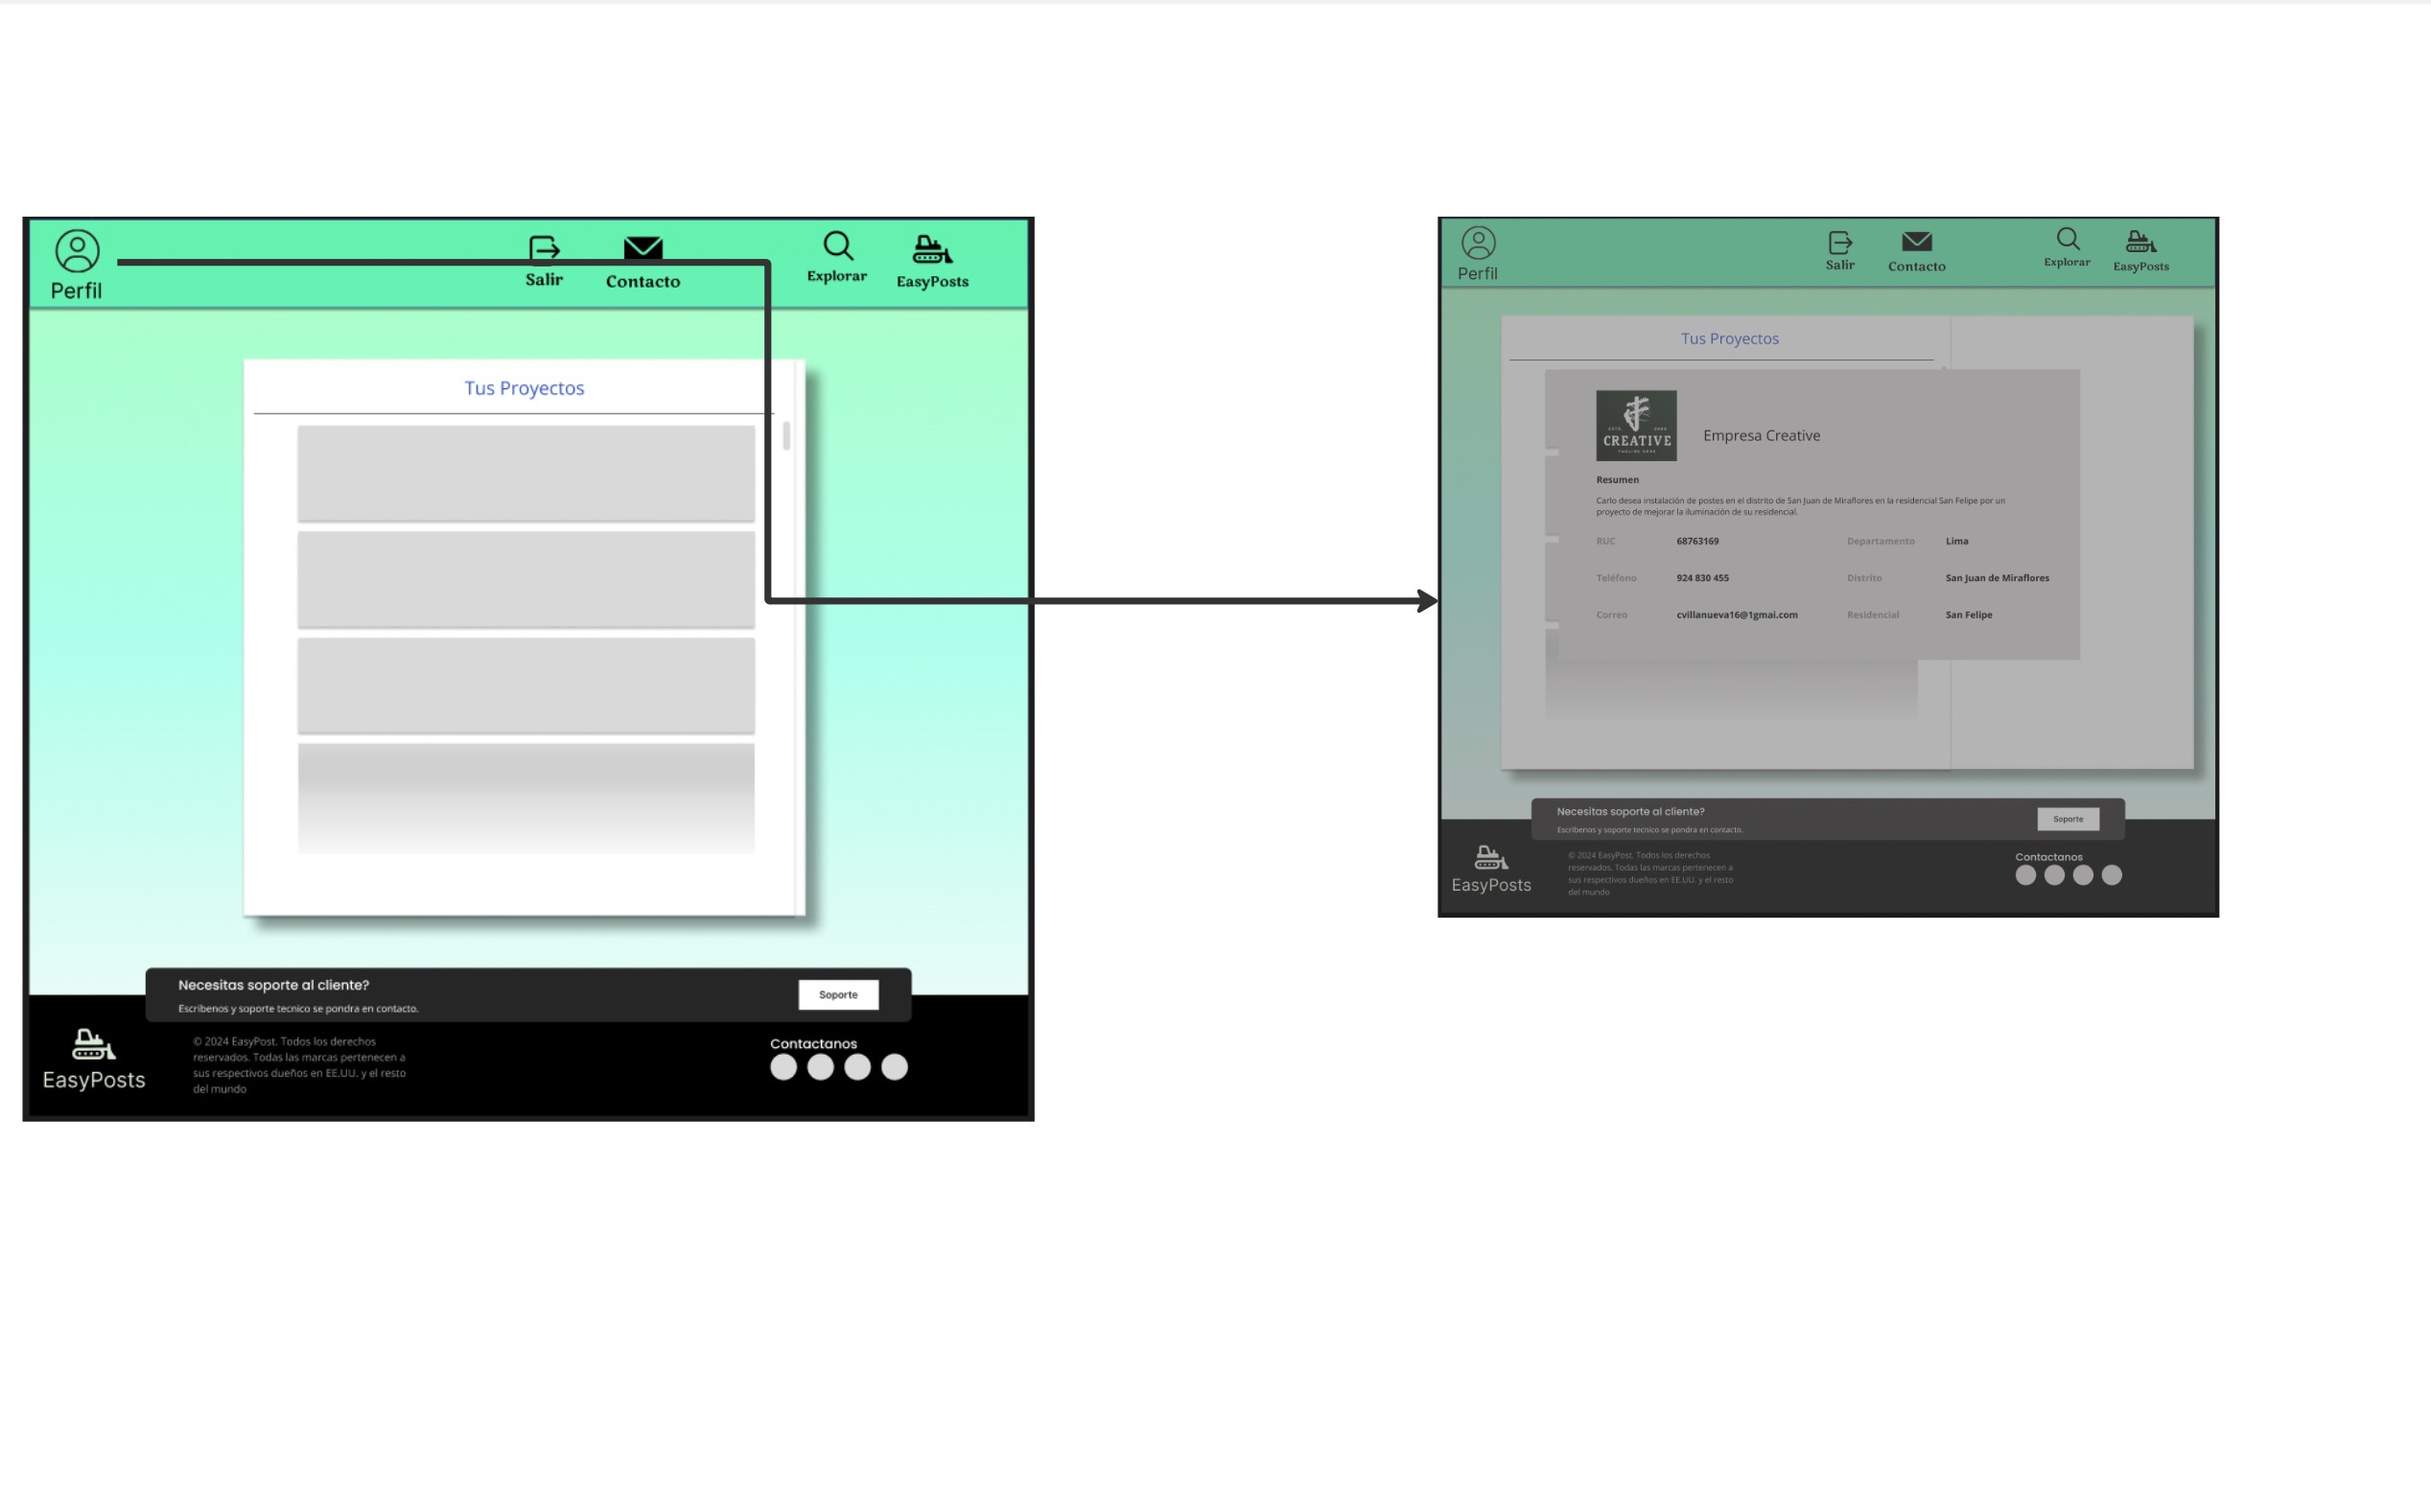 Perfil
Salir
Contacto
Explorar
EasyPosts
Tus Proyectos
Necesitas soporte al cliente?
Escribenos y soporte tecnico se pondra en contacto.
Soporte
EasyPosts
© 2024 EasyPost. Todos los derechos
reservados. Todas las marcas pertenecen a
sus respectivos dueños en EE.UU. y el resto
del mundo
Contactanos
Perfil
Salir
Contacto
Explorar
EasyPosts
Tus Proyectos
CREATIVE
TAGLINE HERE
Empresa Creative
Resumen
Carlo desea instalación de postes en el distrito de San Juan de Miraflores en la residencial San Felipe por un
proyecto de mejorar la iluminación de su residencial.
RUC 68763169 Departamento Lima
Teléfono 924 830 455 Distrito San Juan de Miraflores
Correo cvillanueva16@1gmai.com Residencial San Felipe
Necesitas soporte al cliente?
Escribenos y soporte tecnico se pondra en contacto.
Soporte
EasyPosts
© 2024 EasyPost. Todos los derechos
reservados. Todas las marcas pertenecen a
sus respectivos dueños en EE.UU. y el resto
del mundo
Contactanos